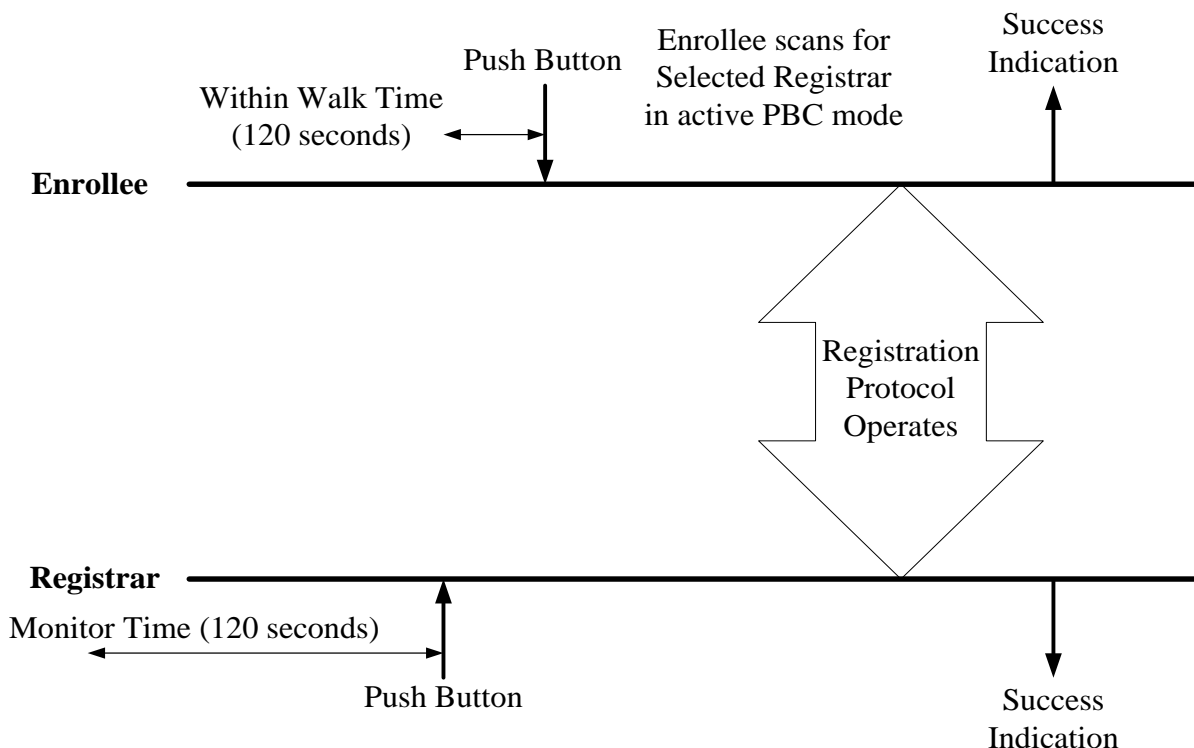 Success
Indication
Enrollee scans for
Selected Registrar
in active PBC mode
Push Button
Within Walk Time
(120 seconds)
Enrollee
Registration
Protocol
Operates
Registrar
Monitor Time (120 seconds)
Push Button
Success
Indication